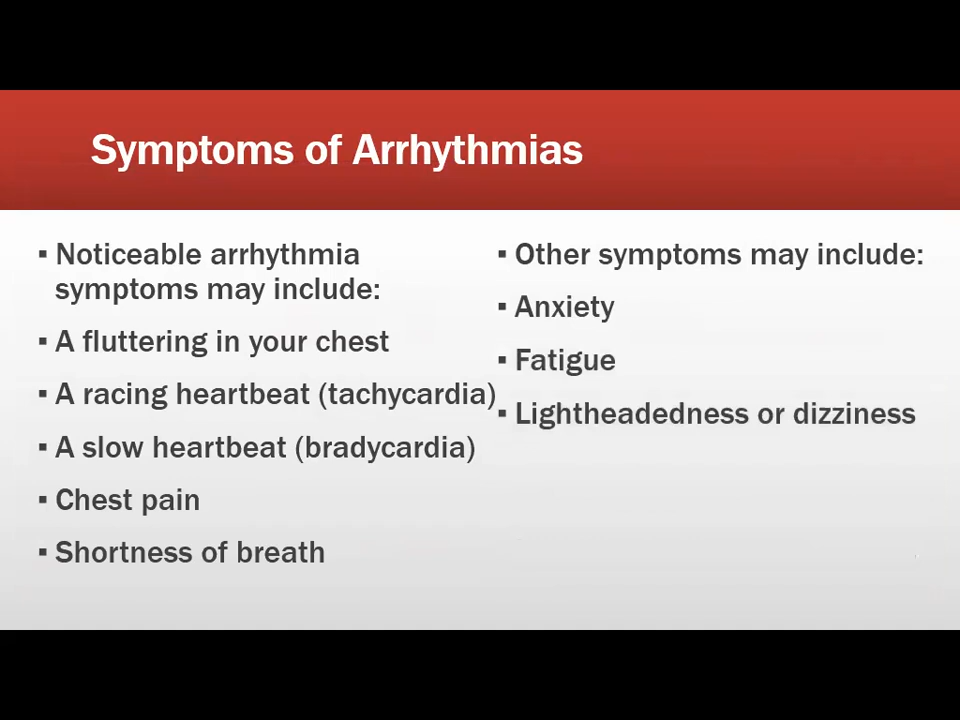 Symptoms of Arrhythmias
▪ Noticeable arrhythmia
symptoms may include:
▪ A fluttering in your chest
▪ A racing heartbeat (tachycardia)
▪ A slow heartbeat (bradycardia)
▪ Chest pain
▪ Shortness of breath
▪ Other symptoms may include:
▪ Anxiety
▪ Fatigue
▪ Lightheadedness or dizziness